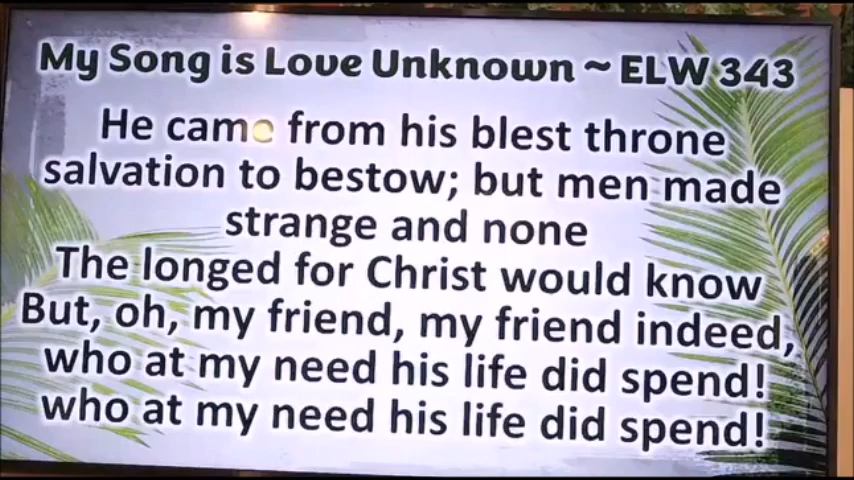 My Song is Love Unknown ~ ELW 343
He came from his blest throne
salvation to bestow; but men made
strange and none
The longed for Christ would know
But, oh, my friend, my friend indeed,
who at my need his life did spend!
who at my need his life did spend!